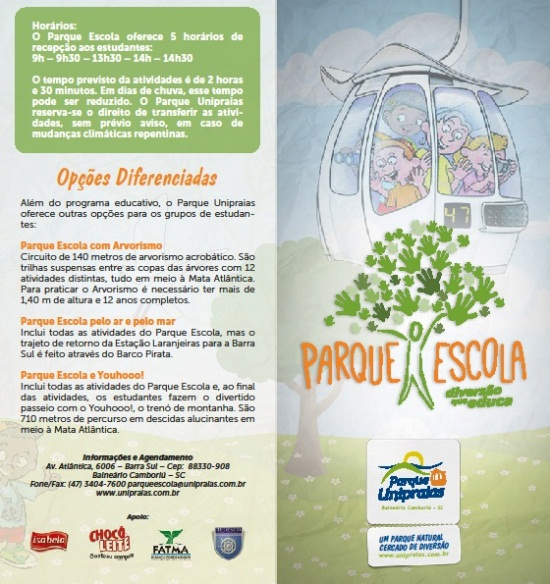 Horários:
O Parque Escola oferece 5 horários de
recepção aos estudantes:
9h – 9h30 – 13h30 – 14h – 14h30
O tempo previsto da atividades é de 2 horas
e 30 minutos. Em dias de chuva, esse tempo
pode ser reduzido. O Parque Unipraias
reserva-se o direito de transferir as ativi-
dades, sem prévio aviso, em caso de
mudanças climáticas repentinas.
Opções Diferenciadas
Além do programa educativo, o Parque Unipraias
oferece outras opções para os grupos de estudan-
tes:
Parque Escola com Arvorismo
Circuito de 140 metros de arvorismo acrobático. São
trilhas suspensas entre as copas das árvores com 12
atividades distintas, tudo em meio à Mata Atlântica.
Para praticar o Arvorismo é necessário ter mais de
1,40 m de altura e 12 anos completos.
Parque Escola pelo ar e pelo mar
Inclui todas as atividades do Parque Escola, mas o
trajeto de retorno da Estação Laranjeiras para a Barra
Sul é feito através do Barco Pirata.
Parque Escola e Youhooo!
Inclui todas as atividades do Parque Escola e, ao final
das atividades, os estudantes fazem o divertido
passeio com o Youhooo!, o trenó de montanha. São
710 metros de percurso em descidas alucinantes em
meio à Mata Atlântica.
Informações e Agendamento
Av. Atlântica, 6006 – Barra Sul – Cep: 88330-908
Balneário Camboriú – SC
Fone/Fax: (47) 3404-7600 parquescola@unipraias.com.br
www.unipraias.com.br
Apoio:
isabela
CHOCO
LEITE
FATMA
47
PARQUE ESCOLA
diversão
que educa
Parque
Unipraias
Balneário Camboriú – SC
UM PARQUE NATURAL
CERCADO DE DIVERSÃO
www.unipraias.com.br